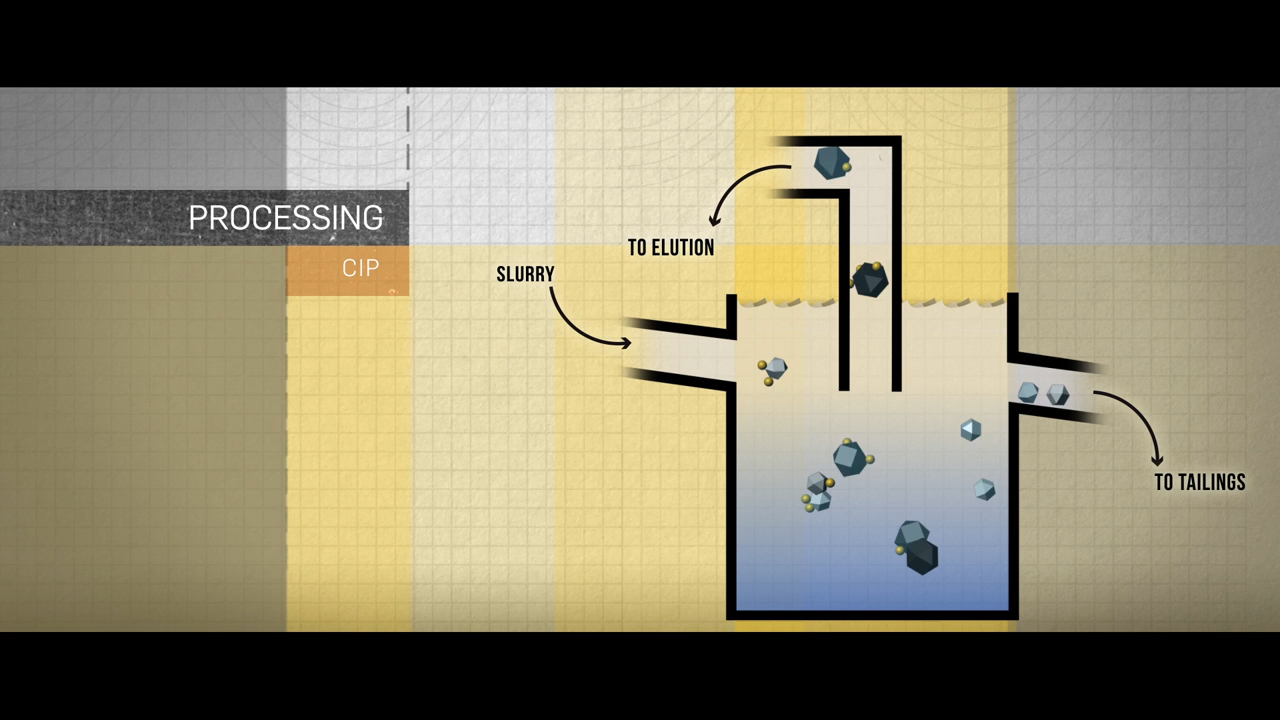 PROCESSING
CIP
TO ELUTION
SLURRY
TO TAILINGS